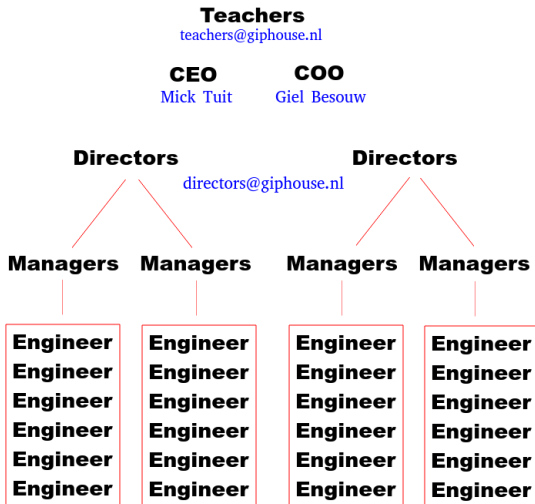 Teachers
teachers@giphouse.nl
CEO COO
Mick Tuit Giel Besouw
Directors Directors
directors@giphouse.nl
Managers Managers Managers Managers
Engineer Engineer Engineer Engineer
Engineer Engineer Engineer Engineer
Engineer Engineer Engineer Engineer
Engineer Engineer Engineer Engineer
Engineer Engineer Engineer Engineer
Engineer Engineer Engineer Engineer